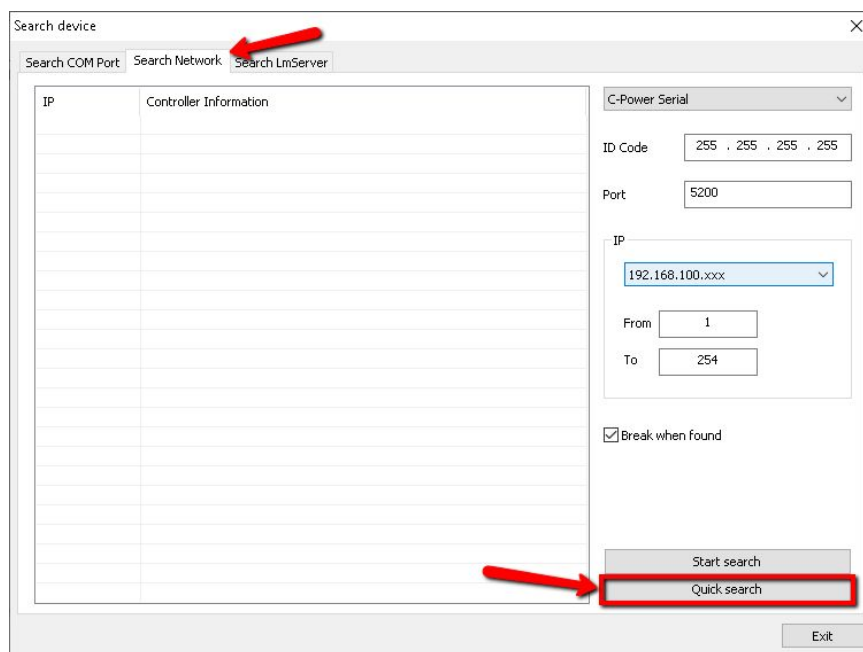 Search device
Search COM Port Search Network Search LmServer
IP Controller Information
C-Power Serial
ID Code 255 . 255 . 255 . 255
Port 5200
IP
192.168.100.xxx
From 1
To 254
Break when found
Start search
Quick search
Exit